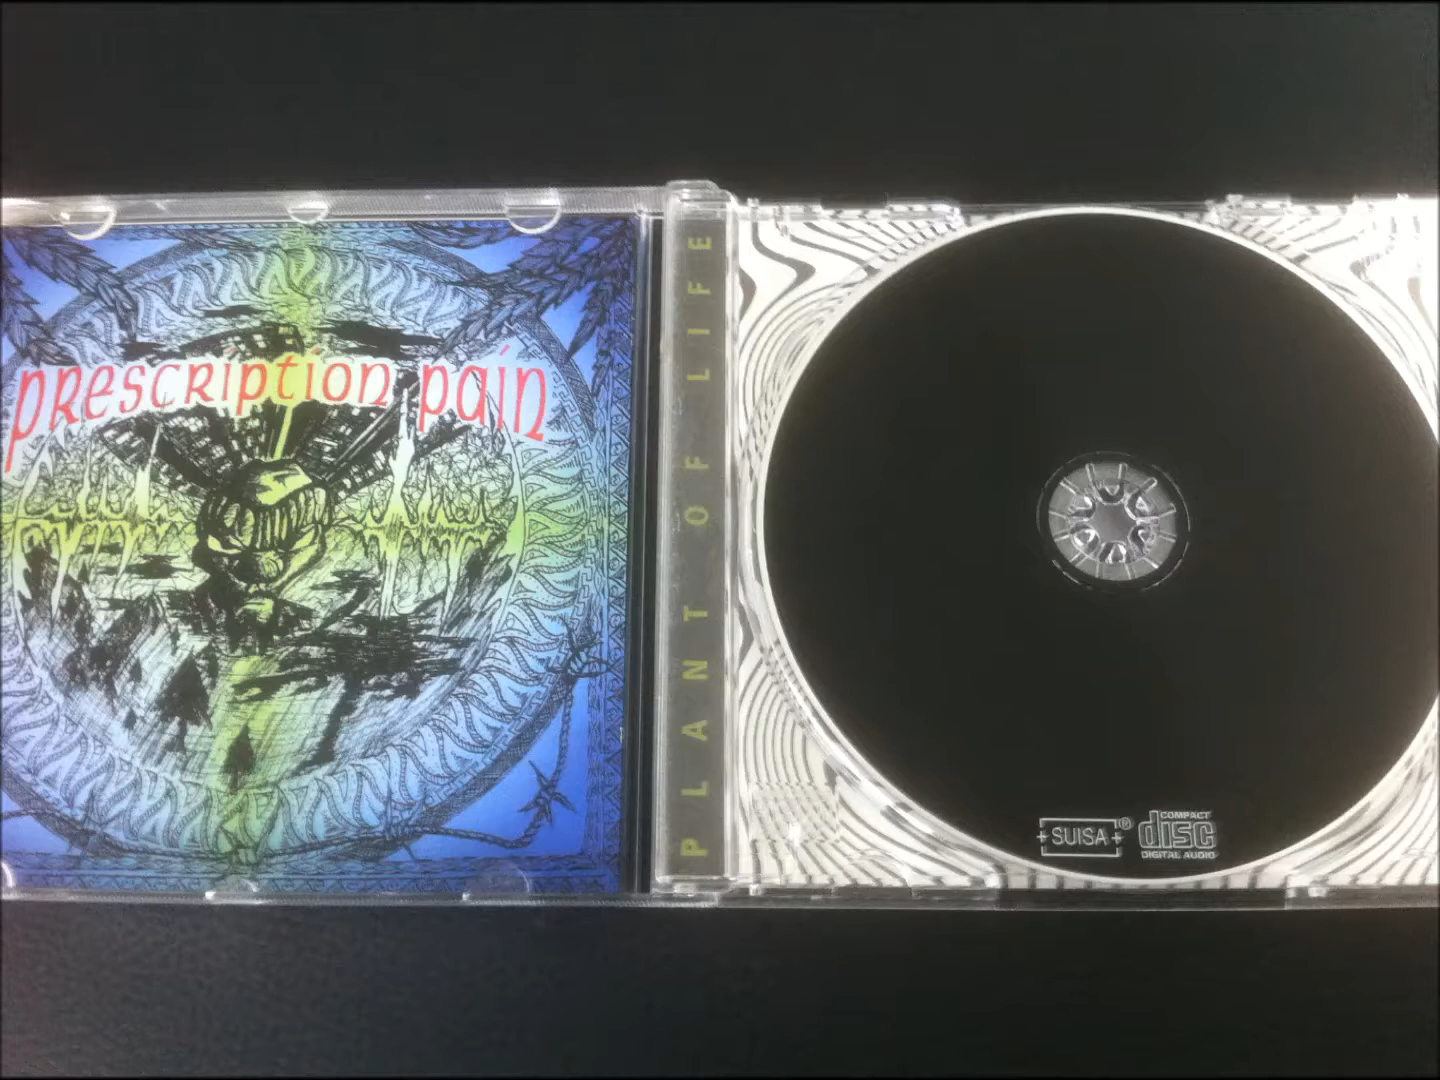 prescription pain
PLANT OF LIFE
SUISA®
COMPACT
disc
DIGITAL AUDIO